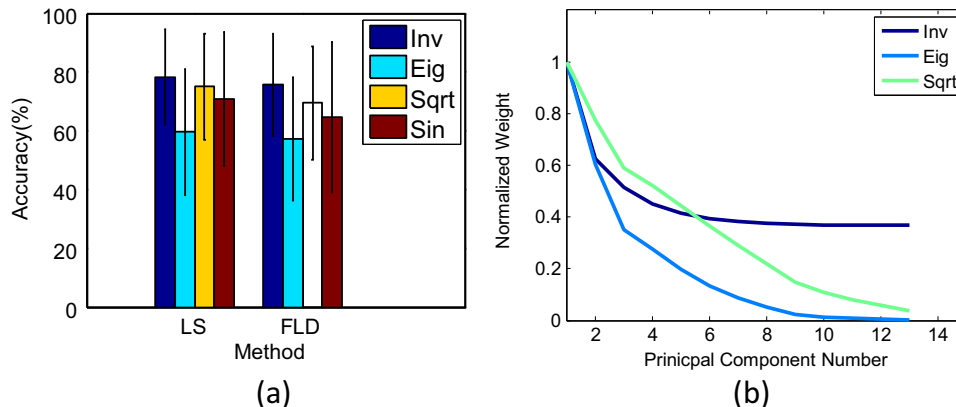 100
80
60
40
20
0
Accuracy(%)
Inv
Eig
Sqrt
Sin
LS FLD
Method
(a)
1
0.8
0.6
0.4
0.2
0
Normalized Weight
Inv
Eig
Sqrt
2 4 6 8 10 12 14
Prinicpal Component Number
(b)